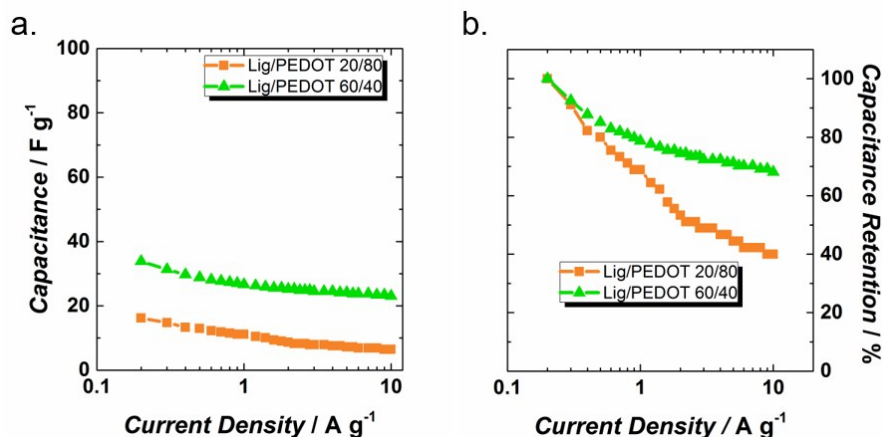 a.
100
80
60
40
20
0
0.1
1
10
Capacitance / F g⁻¹
Current Density / A g⁻¹
Lig/PEDOT 20/80
Lig/PEDOT 60/40
b.
100
80
60
40
20
0
0.1
1
10
Capacitance Retention / %
Current Density / A g⁻¹
Lig/PEDOT 20/80
Lig/PEDOT 60/40